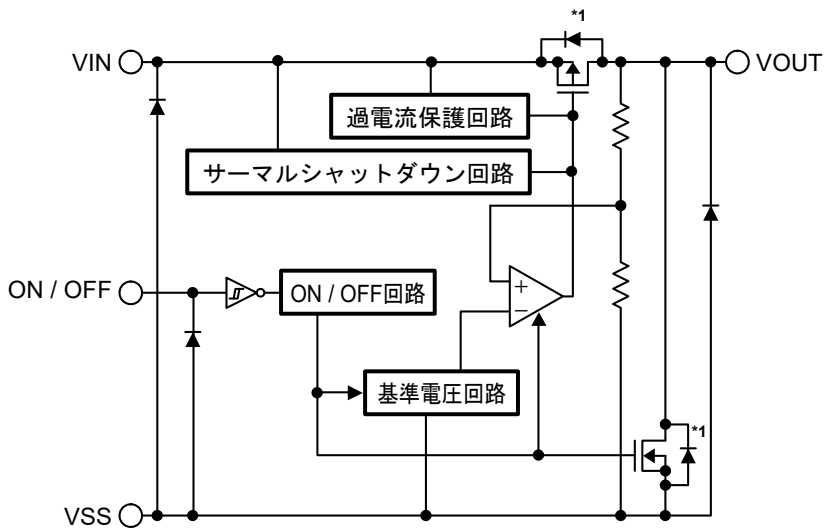 *1
VIN
VOUT
過電流保護回路
サーマルシャットダウン回路
ON / OFF
ON / OFF回路
+
−
基準電圧回路
*1
VSS